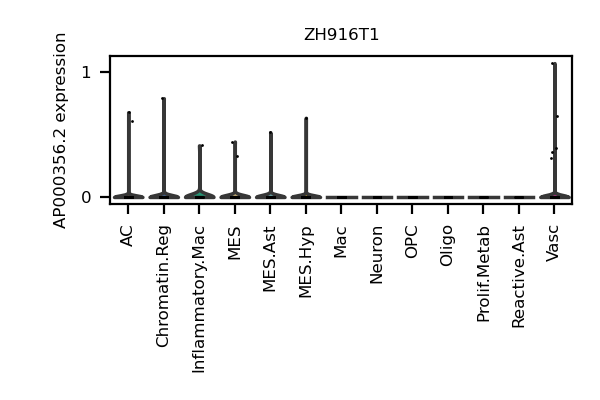 ZH916T1
AP000356.2 expression
1
0
AC
Chromatin.Reg
Inflammatory.Mac
MES
MES.Ast
MES.Hyp
Mac
Neuron
OPC
Oligo
Prolif.Metab
Reactive.Ast
Vasc